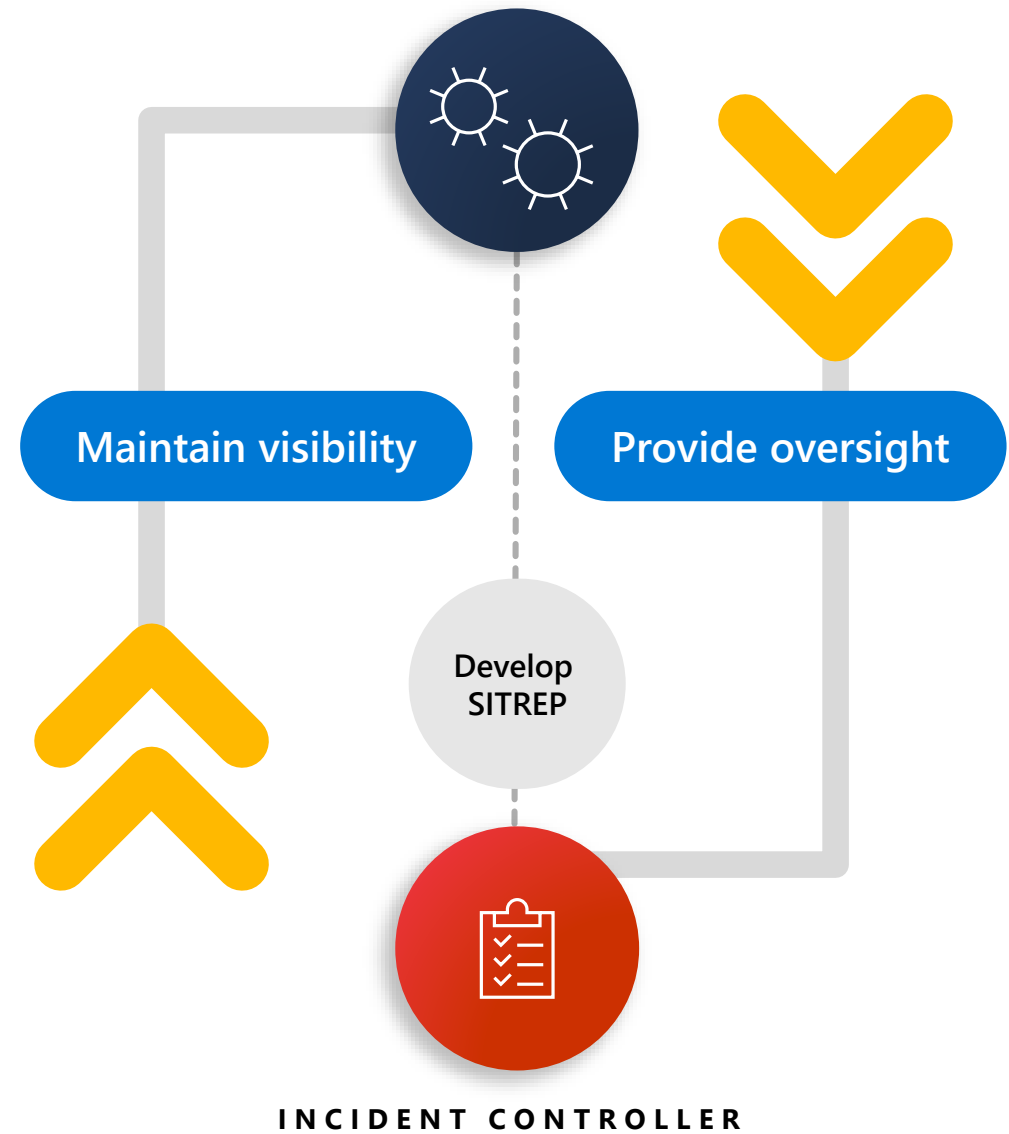 Maintain visibility
Provide oversight
Develop
SITREP
INCIDENT CONTROLLER